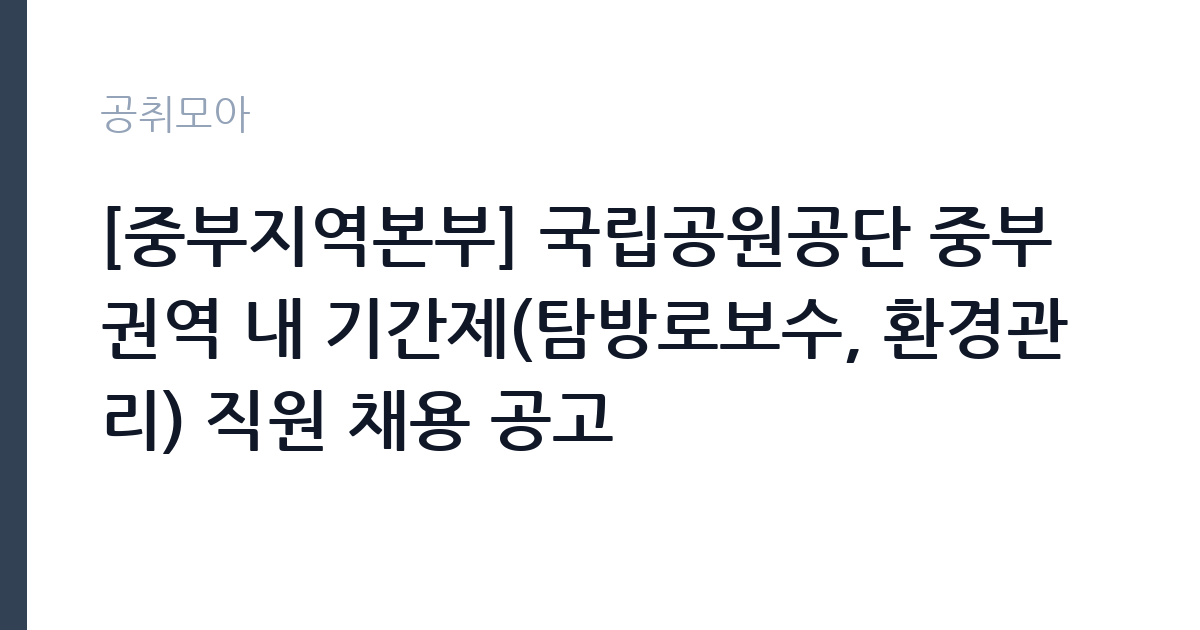 공취모아
[중부지역본부] 국립공원공단 중부
권역 내 기간제(탐방로보수, 환경관
리) 직원 채용 공고